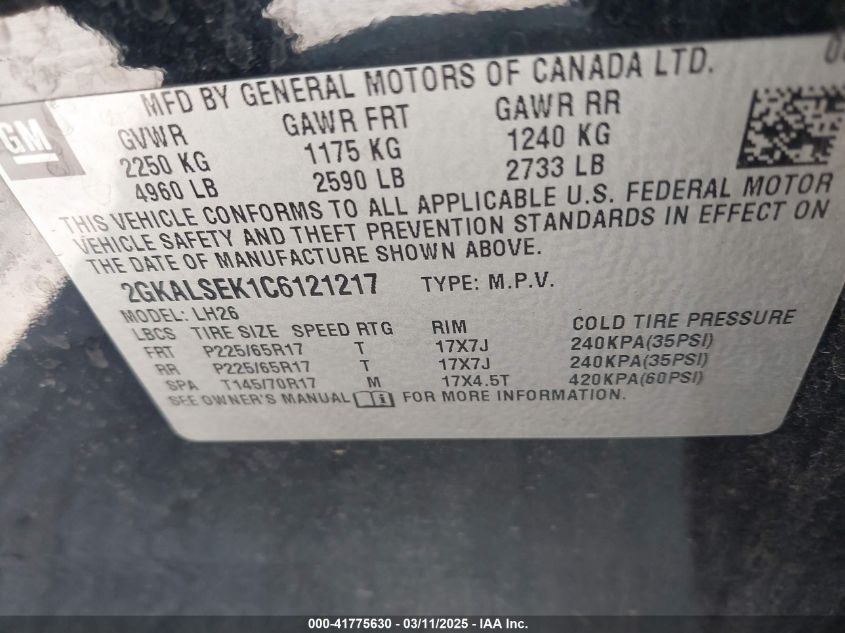 MFD BY GENERAL MOTORS OF CANADA LTD.
GM
GVWR GAWR FRT GAWR RR
2250 KG 1175 KG 1240 KG
4960 LB 2590 LB 2733 LB
THIS VEHICLE CONFORMS TO ALL APPLICABLE U.S. FEDERAL MOTOR
VEHICLE SAFETY AND THEFT PREVENTION STANDARDS IN EFFECT ON
THE DATE OF MANUFACTURE SHOWN ABOVE.
2GKALSEK1C6121217 TYPE: M.P.V.
MODEL: LH26
LBCS TIRE SIZE SPEED RTG RIM COLD TIRE PRESSURE
FRT P225/65R17 T 17X7J 240KPA(35PSI)
RR P225/65R17 T 17X7J 240KPA(35PSI)
SPA T145/70R17 M 17X4.5T 420KPA(60PSI)
SEE OWNER'S MANUAL FOR MORE INFORMATION.
000-41775630 - 03/11/2025 - IAA Inc.